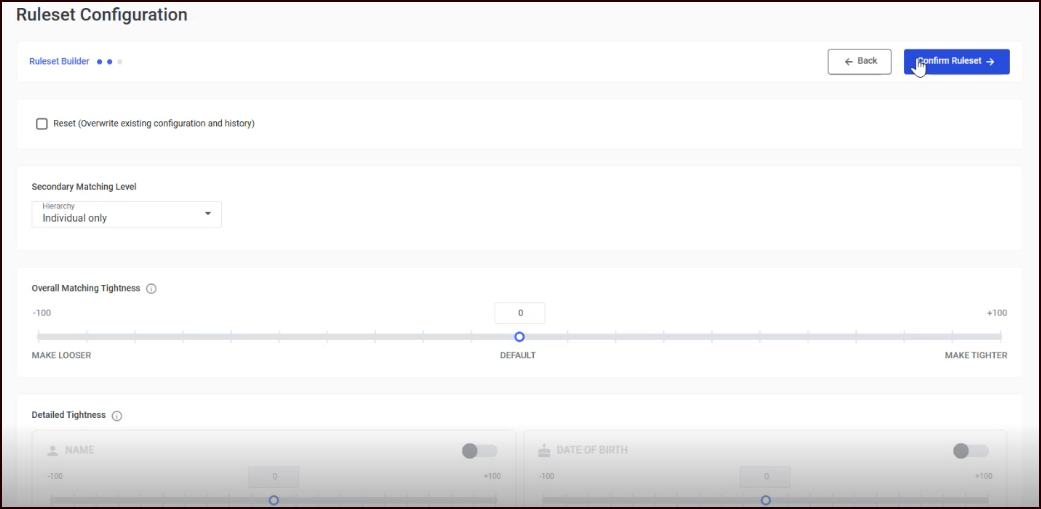 Ruleset Configuration
Ruleset Builder
← Back
Confirm Ruleset →
Reset (Overwrite existing configuration and history)
Secondary Matching Level
Hierarchy
Individual only
Overall Matching Tightness
-100 0 +100
MAKE LOOSER DEFAULT MAKE TIGHTER
Detailed Tightness
NAME
DATE OF BIRTH
-100 0 +100
-100 0 +100